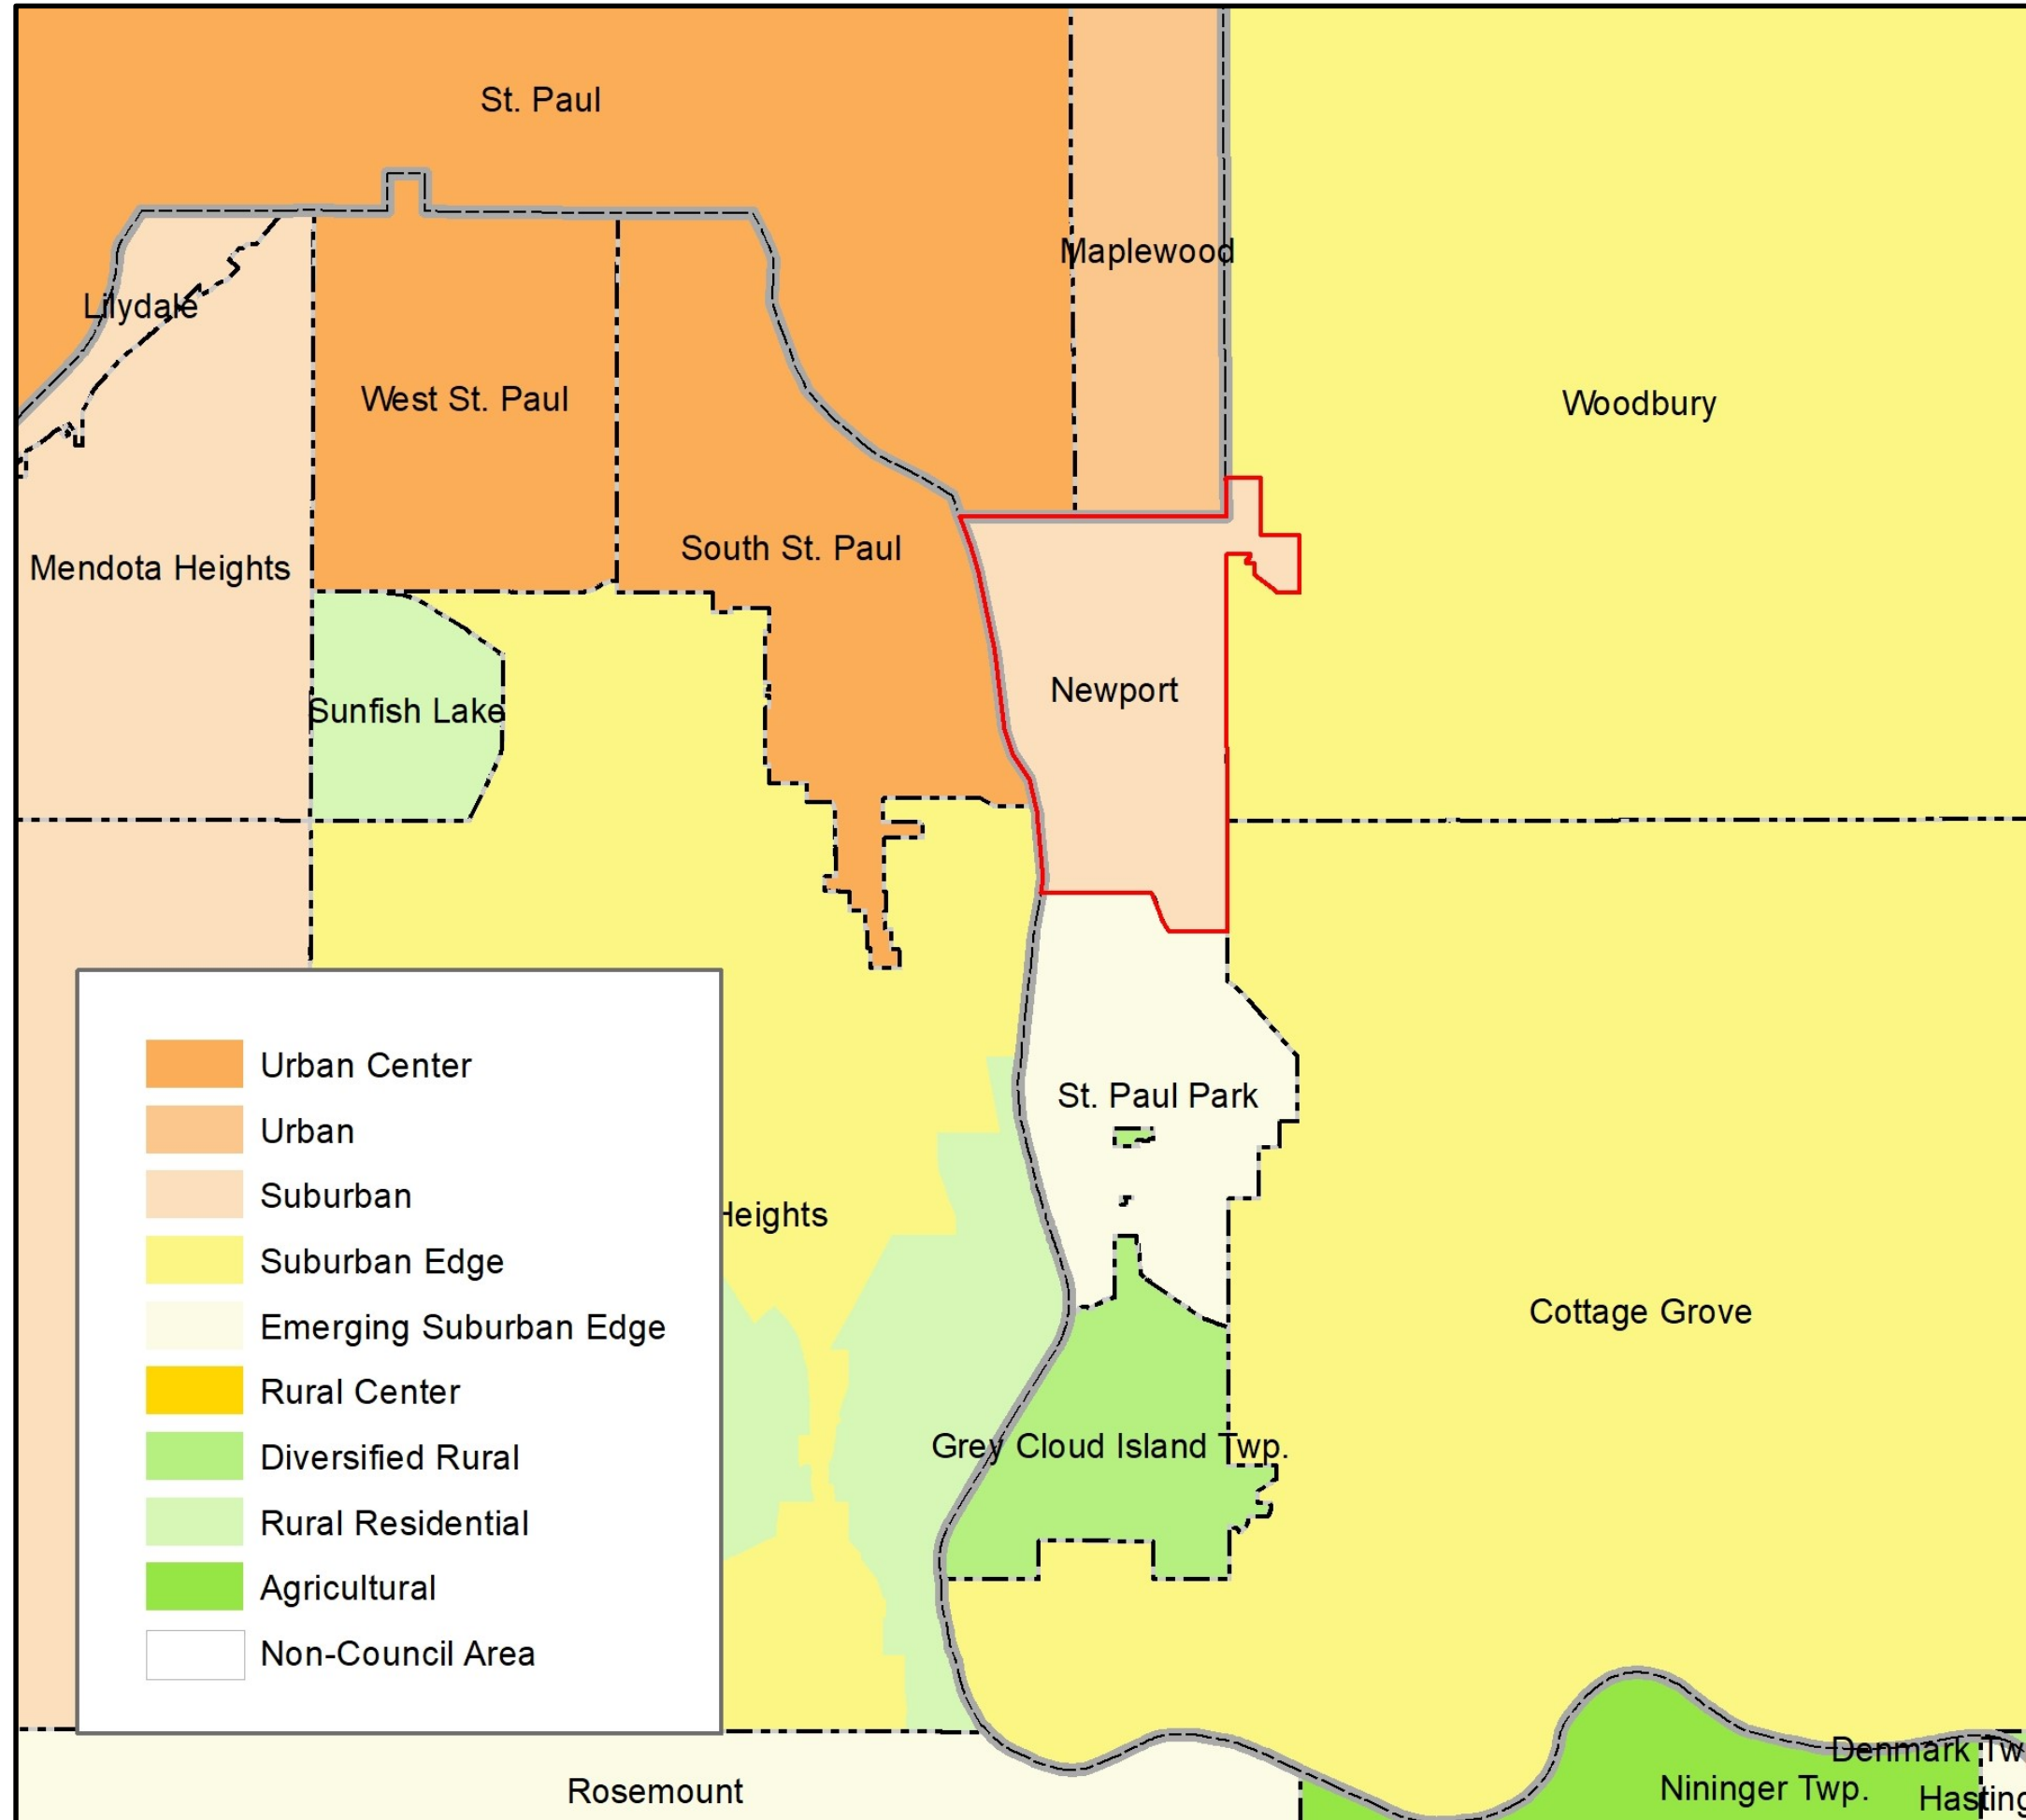 St. Paul
Maplewood
Lilydale
West St. Paul
Woodbury
South St. Paul
Mendota Heights
Newport
Sunfish Lake
St. Paul Park
Heights
Cottage Grove
Grey Cloud Island Twp.
Urban Center
Urban
Suburban
Suburban Edge
Emerging Suburban Edge
Rural Center
Diversified Rural
Rural Residential
Agricultural
Non-Council Area
Denmark Tw
Nininger Twp.
Hasting
Rosemount